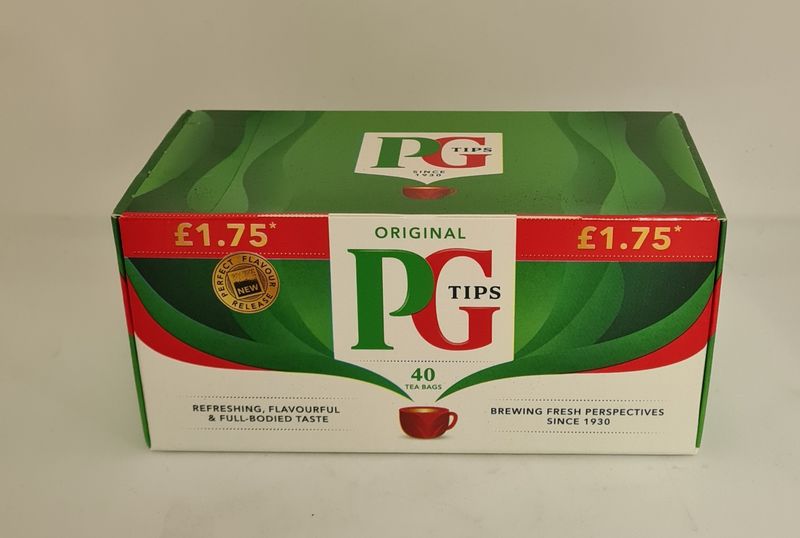 PG TIPS
SINCE
1930
£1.75*
£1.75*
ORIGINAL
PG TIPS
PERFECT FLAVOUR
NEW
RELEASE
40
TEA BAGS
REFRESHING, FLAVOURFUL
& FULL-BODIED TASTE
BREWING FRESH PERSPECTIVES
SINCE 1930